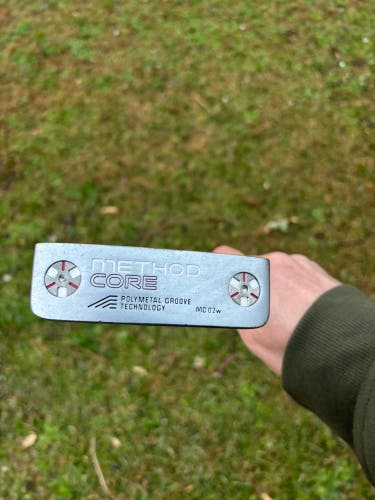 METHOD
CORE
POLYMETAL GROOVE
TECHNOLOGY
MC 02w